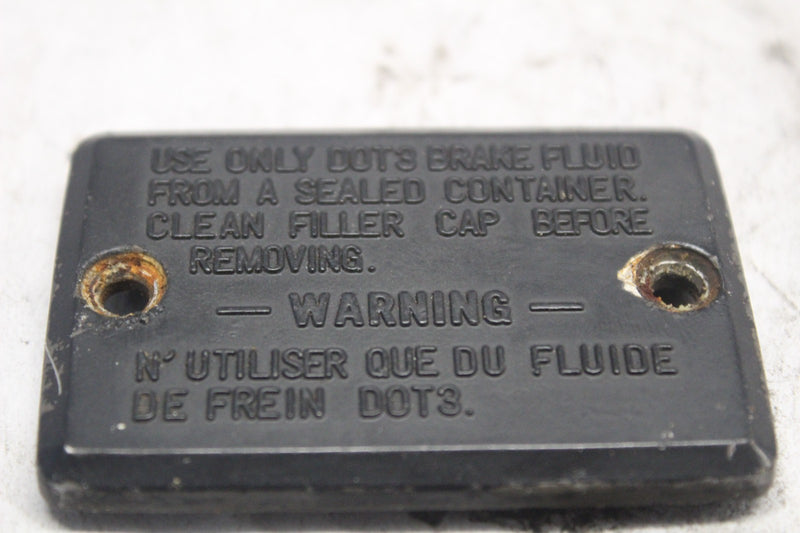 USE ONLY DOT3 BRAKE FLUID
FROM A SEALED CONTAINER.
CLEAN FILLER CAP BEFORE
REMOVING.
— WARNING —
N' UTILISER QUE DU FLUIDE
DE FREIN DOT3.